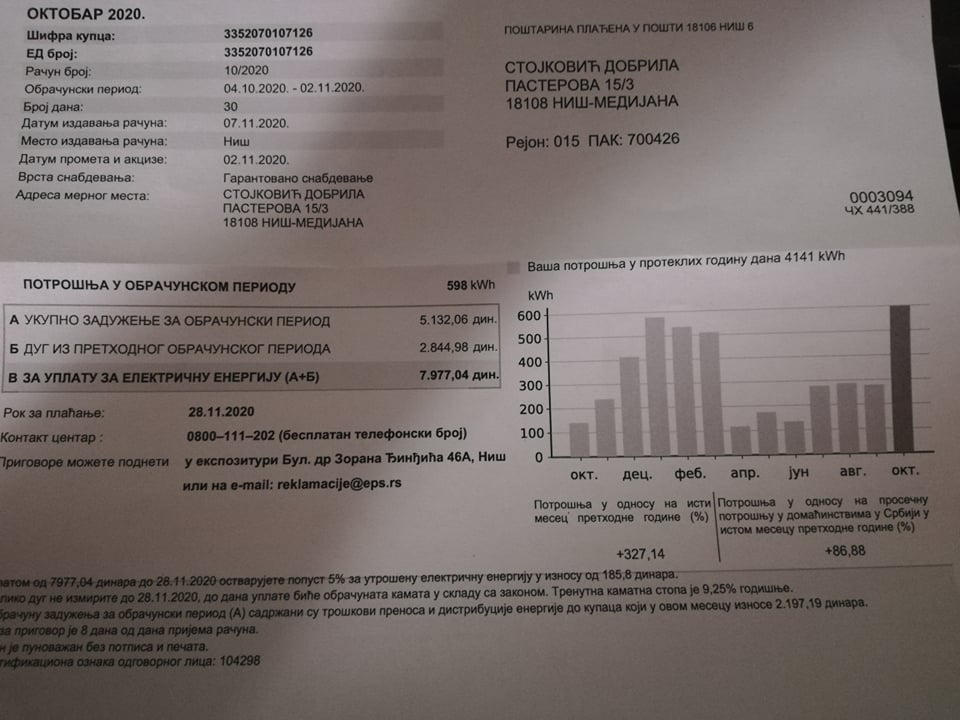 ОКТОБАР 2020.
Шифра купца: 3352070107126
ЕД број: 3352070107126
Рачун број: 10/2020
Обрачунски период: 04.10.2020. - 02.11.2020.
Број дана: 30
Датум издавања рачуна: 07.11.2020.
Место издавања рачуна: Ниш
Датум промета и акцизе: 02.11.2020.
Врста снабдевања: Гарантовано снабдевање
Адреса мерног места: СТОЈКОВИЋ ДОБРИЛА
ПАСТЕРОВА 15/3
18108 НИШ-МЕДИЈАНА
ПОШТАРИНА ПЛАЋЕНА У ПОШТИ 18106 НИШ 6
СТОЈКОВИЋ ДОБРИЛА
ПАСТЕРОВА 15/3
18108 НИШ-МЕДИЈАНА
Рејон: 015 ПАК: 700426
0003094
ЧХ 441/388
ПОТРОШЊА У ОБРАЧУНСКОМ ПЕРИОДУ 598 kWh
А УКУПНО ЗАДУЖЕЊЕ ЗА ОБРАЧУНСКИ ПЕРИОД 5.132,06 дин.
Б ДУГ ИЗ ПРЕТХОДНОГ ОБРАЧУНСКОГ ПЕРИОДА 2.844,98 дин.
В ЗА УПЛАТУ ЗА ЕЛЕКТРИЧНУ ЕНЕРГИЈУ (А+Б) 7.977,04 дин.
Рок за плаћање: 28.11.2020
Контакт центар : 0800–111–202 (бесплатан телефонски број)
Приговоре можете поднети у експозитури Бул. др Зорана Ђинђића 46А, Ниш
или на e-mail: reklamacije@eps.rs
Ваша потрошња у протеклих годину дана 4141 kWh
kWh
600
500
400
300
200
100
0
окт. дец. феб. апр. јун авг. окт.
Потрошња у односу на исти
месец претходне године (%)
+327,14
Потрошња у односу на просечну
потрошњу у домаћинствима у Србији у
истом месецу претходне године (%)
+86,88
од 7977,04 динара до 28.11.2020 остварујете попуст 5% за утрошену електричну енергију у износу од 185,8 динара.
дуг не измирите до 28.11.2020, до дана уплате биће обрачуната камата у складу са законом. Тренутна каматна стопа је 9,25% годишње.
задужења за обрачунски период (А) садржани су трошкови преноса и дистрибуције енергије до купаца који у овом месецу износе 2.197,19 динара.
за приговор је 8 дана од дана пријема рачуна.
је пуноважан без потписа и печата.
ознака одговорног лица: 104298